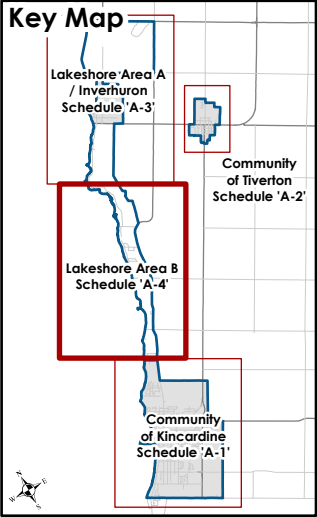 Key Map
Lakeshore Area A
/ Inverhuron
Schedule 'A-3'
Community
of Tiverton
Schedule 'A-2'
Lakeshore Area B
Schedule 'A-4'
Community
of Kincardine
Schedule 'A-1'
N
E
W
S